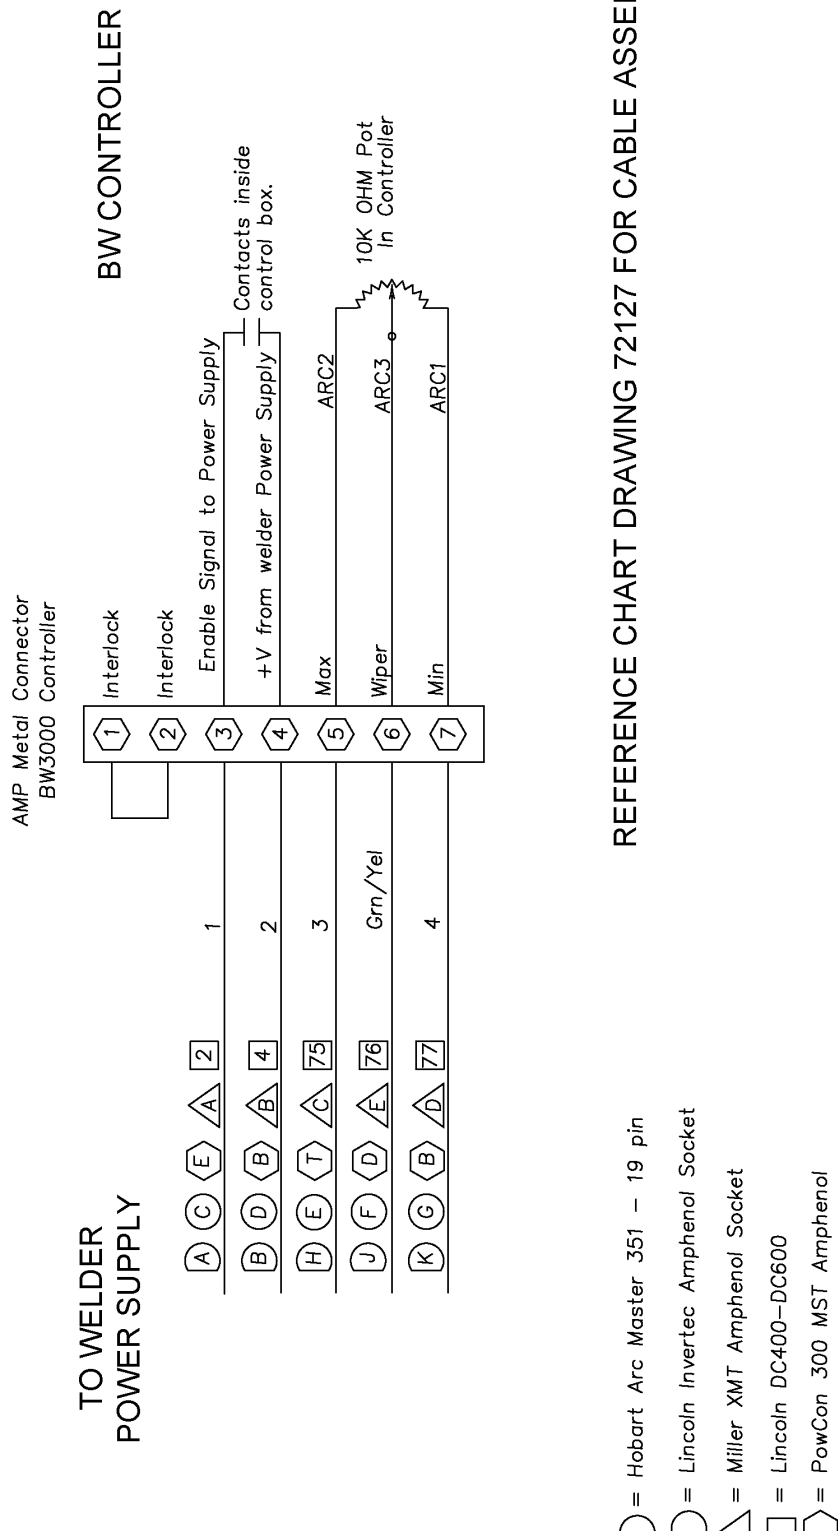 AMP Metal Connector
BW3000 Controller
BW CONTROLLER
TO WELDER
POWER SUPPLY
1
Interlock
2
Interlock
A C E A 2
1
3
Enable Signal to Power Supply
B D B B 4
2
4
+V from welder Power Supply
Contacts inside
control box.
H E T C 75
3
5
Max
ARC2
J F D E 76
Grn/Yel
6
Wiper
ARC3
K G B D 77
4
7
Min
ARC1
10K OHM Pot
In Controller
REFERENCE CHART DRAWING 72127 FOR CABLE
= Hobart Arc Master 351 - 19 pin
= Lincoln Invertec Amphenol Socket
= Miller XMT Amphenol Socket
= Lincoln DC400-DC600
= PowCon 300 MST Amphenol